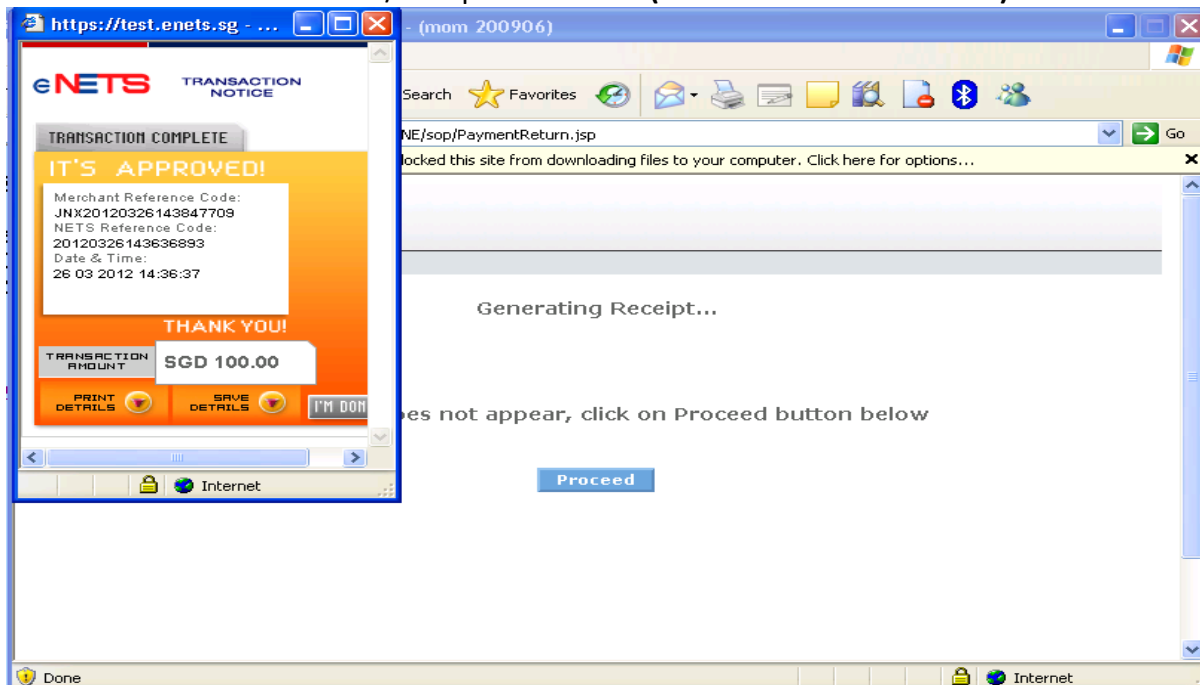 https://test.enets.sg - ...
- (mom 200906)
eNETS
TRANSACTION
NOTICE
Search
Favorites
TRANSACTION COMPLETE
NE/sop/PaymentReturn.jsp
Go
IT'S APPROVED!
locked this site from downloading files to your computer. Click here for options...
Merchant Reference Code:
JNX20120326143847709
NETS Reference Code:
20120326143636893
Date & Time:
26 03 2012 14:36:37
Generating Receipt...
THANK YOU!
TRANSACTION
AMOUNT
SGD 100.00
PRINT
DETAILS
SAVE
DETAILS
I'M DON
oes not appear, click on Proceed button below
Proceed
Internet
Done
Internet